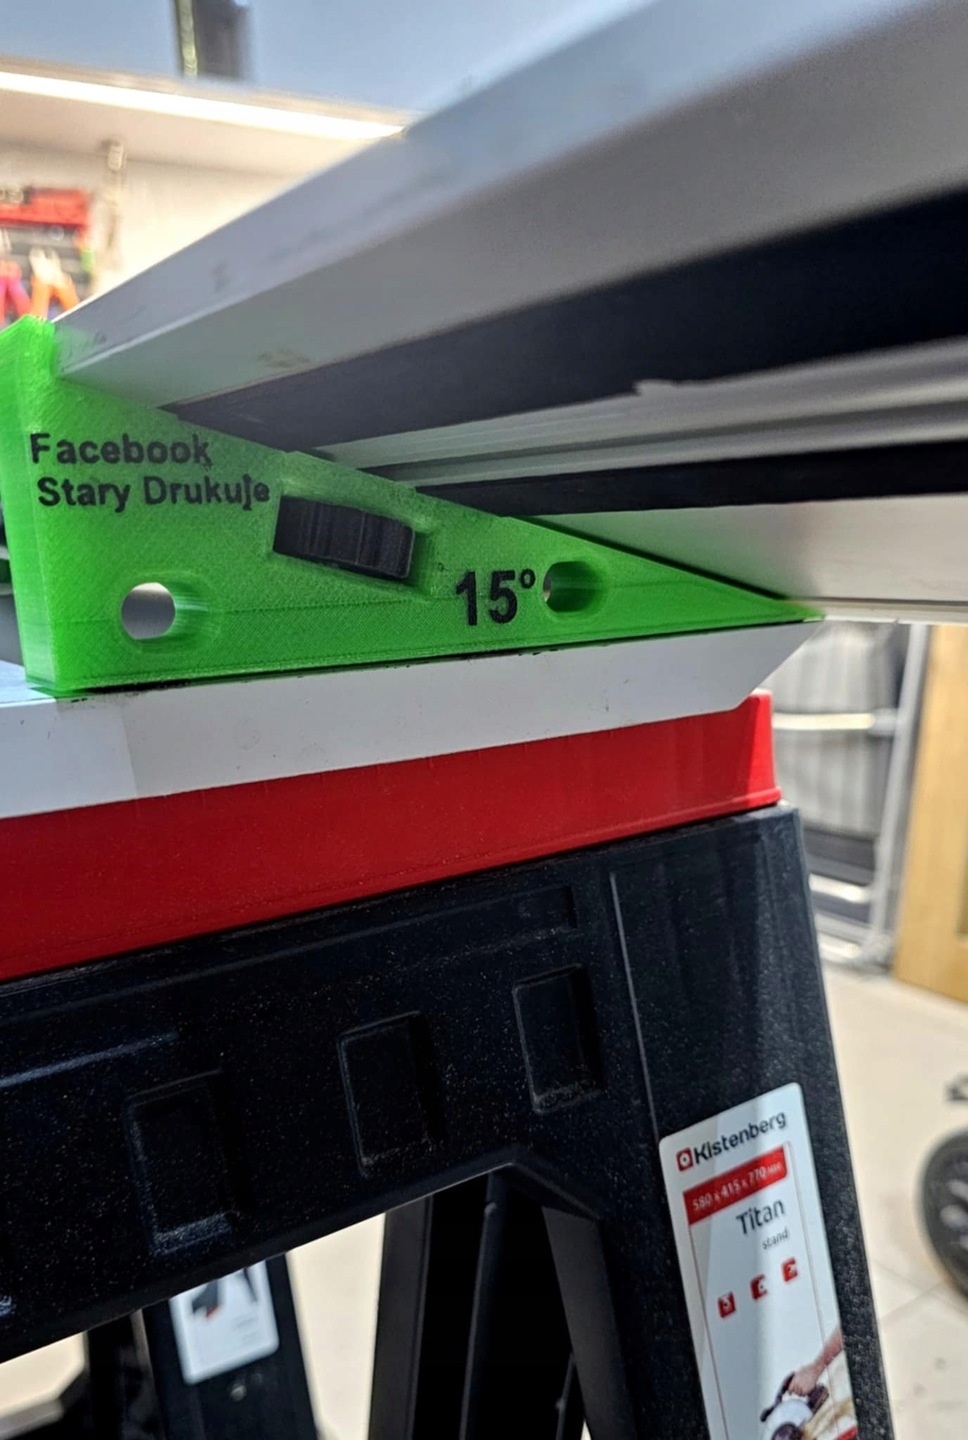 Facebook
Stary Drukuje
15°
Kistenberg
580 x 415 x 770 MM
Titan
stand